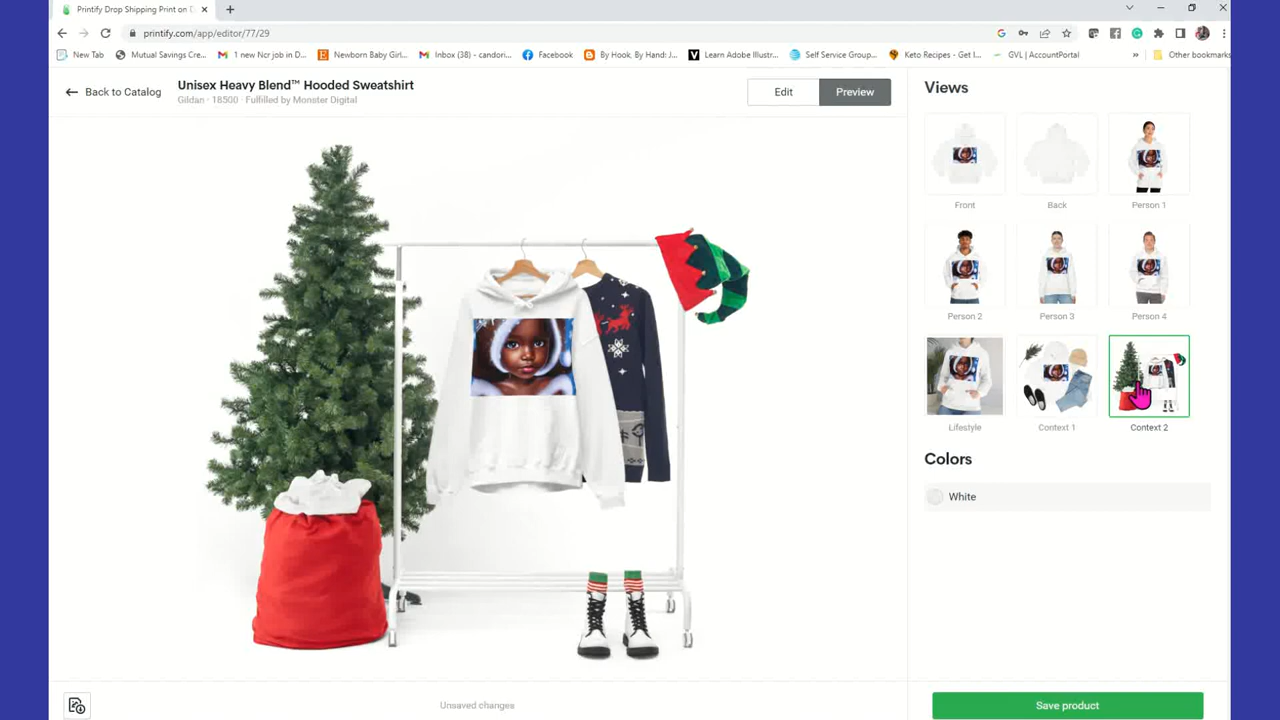 Printify Drop Shipping Print on D
printify.com/app/editor/77/29
New Tab
Mutual Savings Cre...
1 new Ncr job in D...
Newborn Baby Girl...
Inbox (38) - candori...
Facebook
By Hook, By Hand: J...
Learn Adobe Illustr...
Self Service Group...
Keto Recipes - Get I...
GVL | AccountPortal
»
Other bookmarks
Back to Catalog
Unisex Heavy Blend™ Hooded Sweatshirt
Gildan · 18500 · Fulfilled by Monster Digital
Edit
Preview
Views
Front
Back
Person 1
Person 2
Person 3
Person 4
Lifestyle
Context 1
Context 2
Colors
White
Unsaved changes
Save product